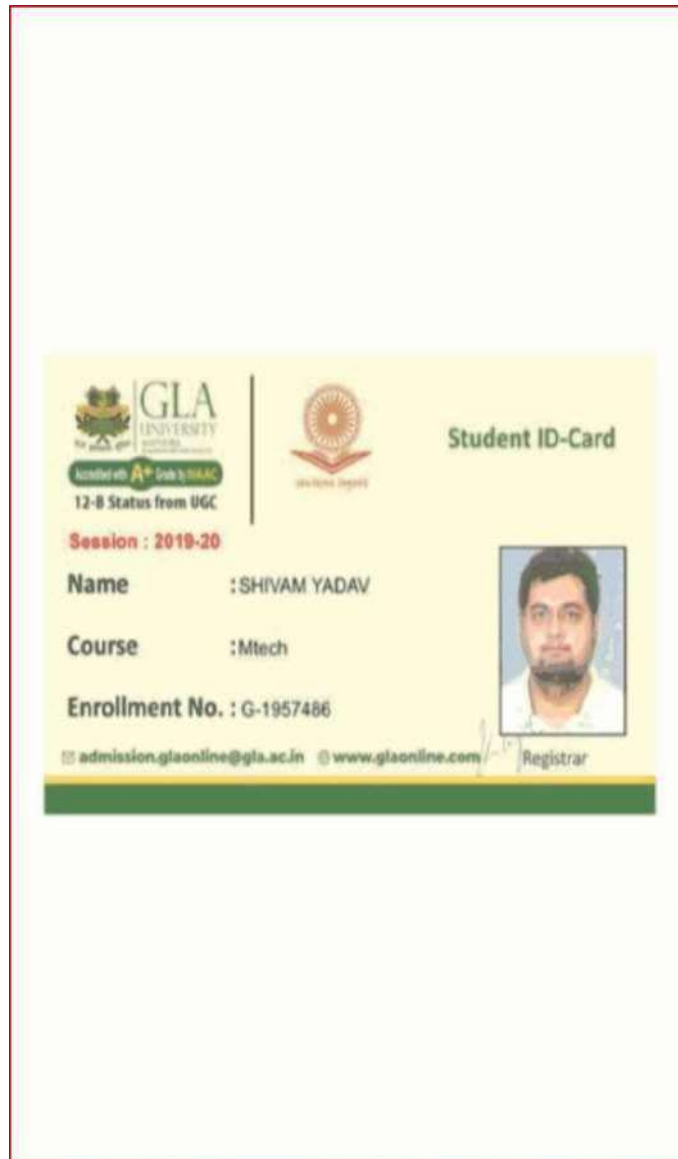 GLA
UNIVERSITY
Accredited with A+ Grade by NAAC
12-B Status from UGC
Student ID-Card
Session : 2019-20
Name : SHIVAM YADAV
Course : Mtech
Enrollment No. : G-1957486
admission.glaonline@gla.ac.in www.glaonline.com
Registrar